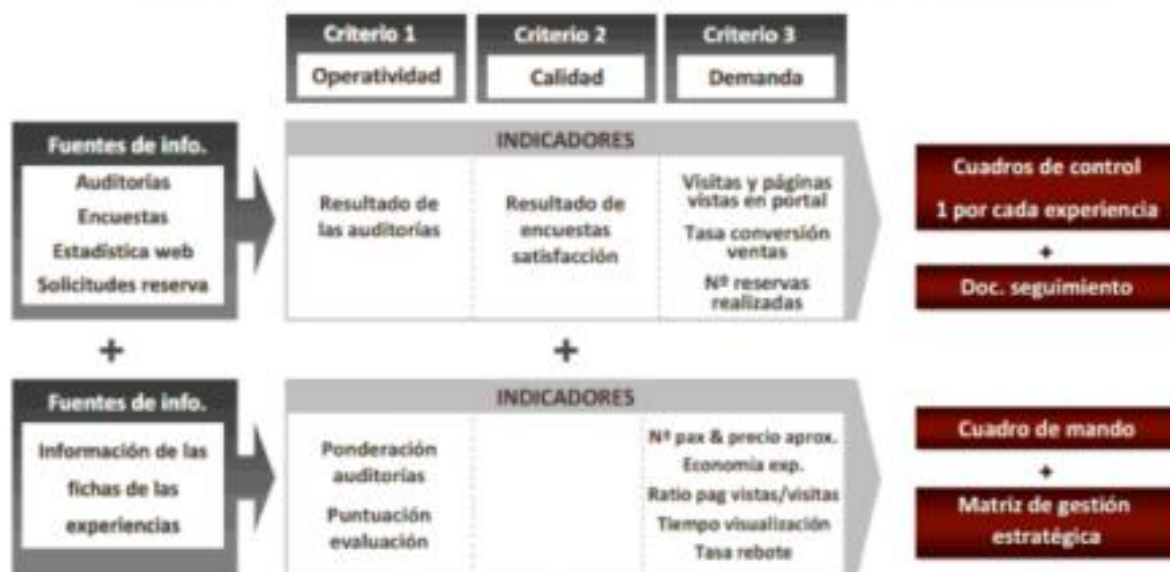 Criterio 1
Operatividad
Criterio 2
Calidad
Criterio 3
Demanda
Fuentes de info.
Auditorías
Encuestas
Estadística web
Solicitudes reserva
INDICADORES
Resultado de
las auditorías
Resultado de
encuestas
satisfacción
Visitas y páginas
vistas en portal
Tasa conversión
ventas
Nº reservas
realizadas
Cuadros de control
1 por cada experiencia
+
Doc. seguimiento
+
+
Fuentes de info.
Información de las
fichas de las
experiencias
INDICADORES
Ponderación
auditorías
Puntuación
evaluación
Nº pax & precio aprox.
Economía exp.
Ratio pag vistas/visitas
Tiempo visualización
Tasa rebote
Cuadro de mando
+
Matriz de gestión
estratégica